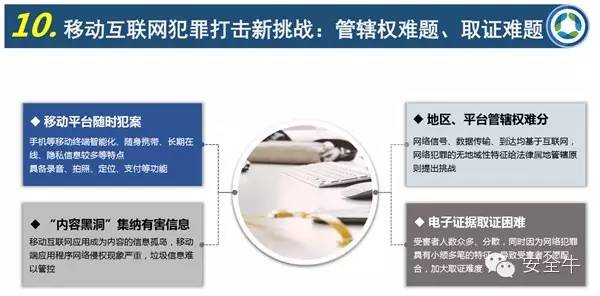 10. 移动互联网犯罪打击新挑战：管辖权难题、取证难题
◆ 移动平台随时犯案
手机等移动终端智能化、随身携带、长期在
线、隐私信息较多等特点
具备录音、拍照、定位、支付等功能
◆ “内容黑洞”集纳有害信息
移动互联网应用成为内容的信息孤岛，移动
端应用程序网络侵权现象严重，垃圾信息难
以管控
◆ 地区、平台管辖权难分
网络信号、数据传输、到达均基于互联网，
网络犯罪的无地域性特征给法律属地管辖原
则提出挑战
◆ 电子证据取证困难
受害者人数众多、分散，同时因为网络犯罪
具有小额多笔的特征，导致受害者不愿配
合，加大取证难度
安全牛